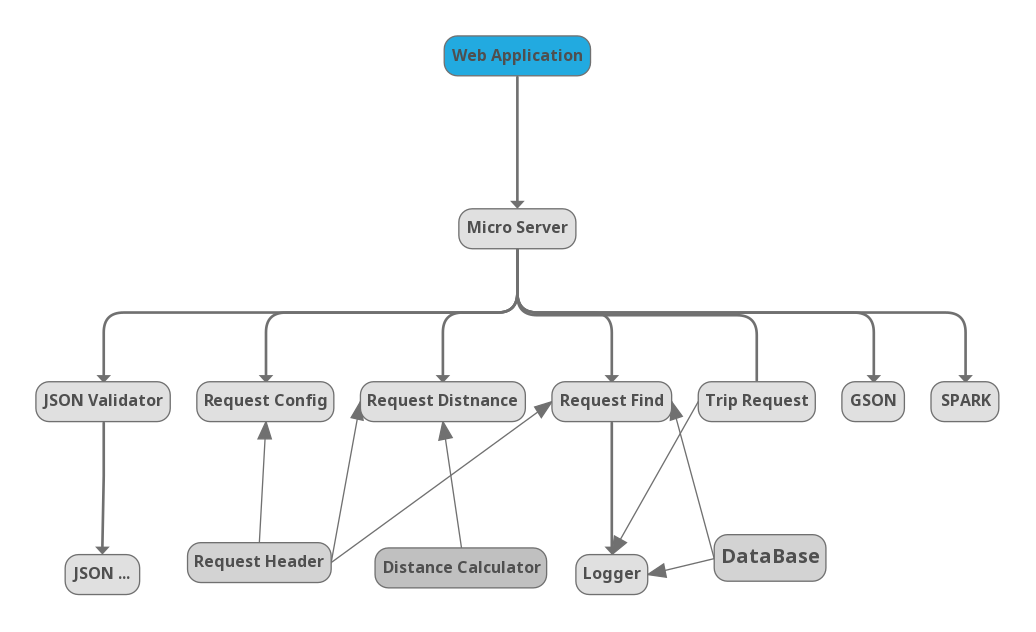 Web Application
Micro Server
JSON Validator
Request Config
Request Distnance
Request Find
Trip Request
GSON
SPARK
JSON ...
Request Header
Distance Calculator
Logger
DataBase